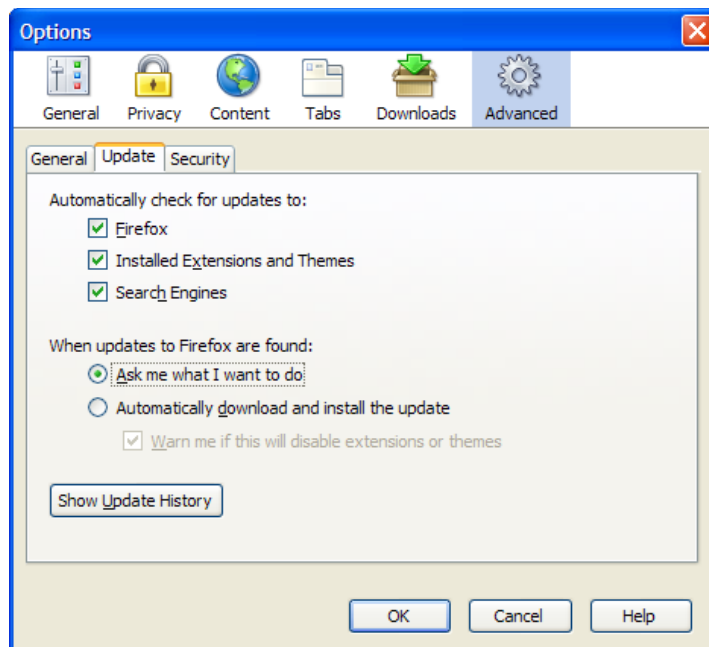 Options
General Privacy Content Tabs Downloads Advanced
General Update Security
Automatically check for updates to:
Firefox
Installed Extensions and Themes
Search Engines
When updates to Firefox are found:
Ask me what I want to do
Automatically download and install the update
Warn me if this will disable extensions or themes
Show Update History
OK Cancel Help